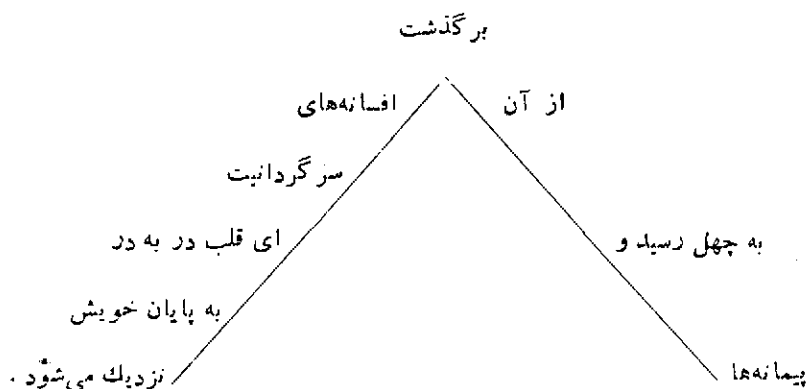 پیمانه‌ها
به چهل رسید و
از آن
برگذشت
افسانه‌های
سرگردانیت
ای قلب در به در
به پایان خویش
نزدیك می‌شود .